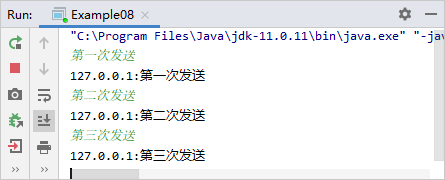 Run: Example08
"C:\Program Files\Java\jdk-11.0.11\bin\java.exe" "-jav
第一次发送
127.0.0.1:第一次发送
第二次发送
127.0.0.1:第二次发送
第三次发送
127.0.0.1:第三次发送